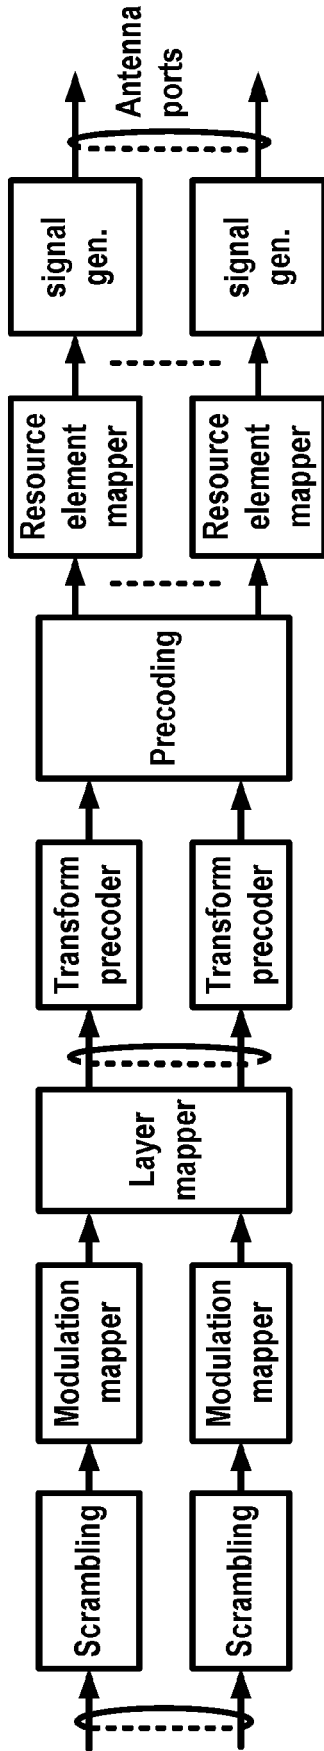 Scrambling
Scrambling
Modulation
mapper
Modulation
mapper
Layer
mapper
Transform
precoder
Transform
precoder
Precoding
Resource
element
mapper
Resource
element
mapper
signal
gen.
signal
gen.
Antenna
ports